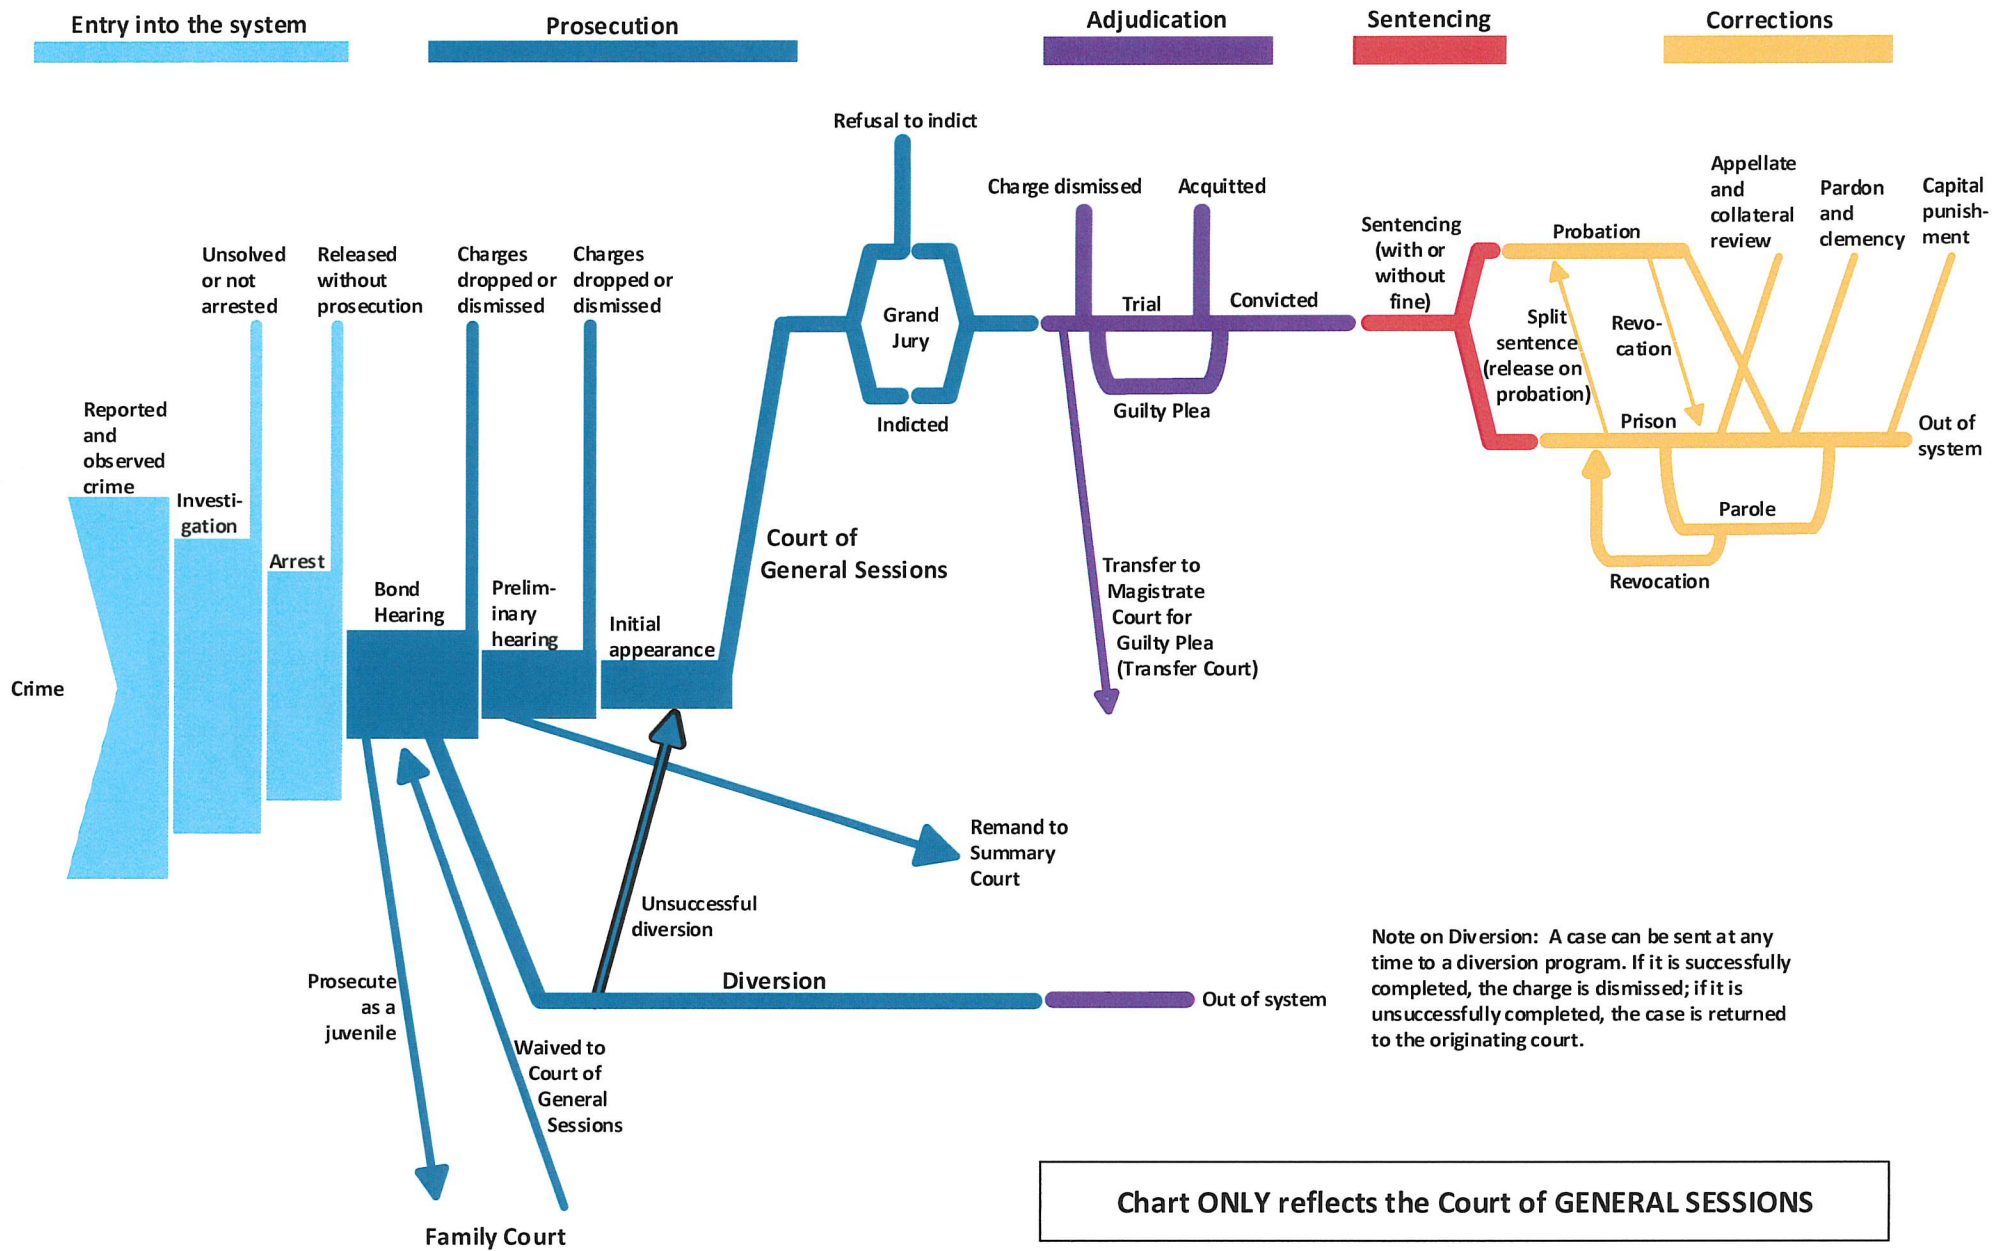 Entry into the system
Prosecution
Adjudication
Sentencing
Corrections
Refusal to indict
Charge dismissed
Acquitted
Appellate
and
collateral
review
Pardon
and
clemency
Capital
punish-
ment
Unsolved
or not
arrested
Released
without
prosecution
Charges
dropped or
dismissed
Charges
dropped or
dismissed
Grand
Jury
Indicted
Trial
Convicted
Guilty Plea
Sentencing
(with or
without
fine)
Probation
Split
sentence
(release on
probation)
Revo-
cation
Prison
Out of
system
Parole
Revocation
Reported
and
observed
crime
Investi-
gation
Arrest
Bond
Hearing
Prelim-
inary
hearing
Initial
appearance
Court of
General Sessions
Transfer to
Magistrate
Court for
Guilty Plea
(Transfer Court)
Crime
Remand to
Summary
Court
Unsuccessful
diversion
Diversion
Out of system
Prosecute
as a
juvenile
Waived to
Court of
General
Sessions
Family Court
Note on Diversion: A case can be sent at any
time to a diversion program. If it is successfully
completed, the charge is dismissed; if it is
unsuccessfully completed, the case is returned
to the originating court.
Chart ONLY reflects the Court of GENERAL SESSIONS